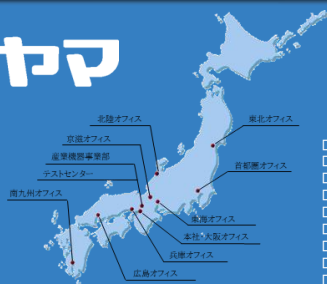 ヤマ
北陸オフィス
東北オフィス
京滋オフィス
産業機器事業部
首都圏オフィス
テストセンター
南九州オフィス
東海オフィス
本社・大阪オフィス
兵庫オフィス
広島オフィス